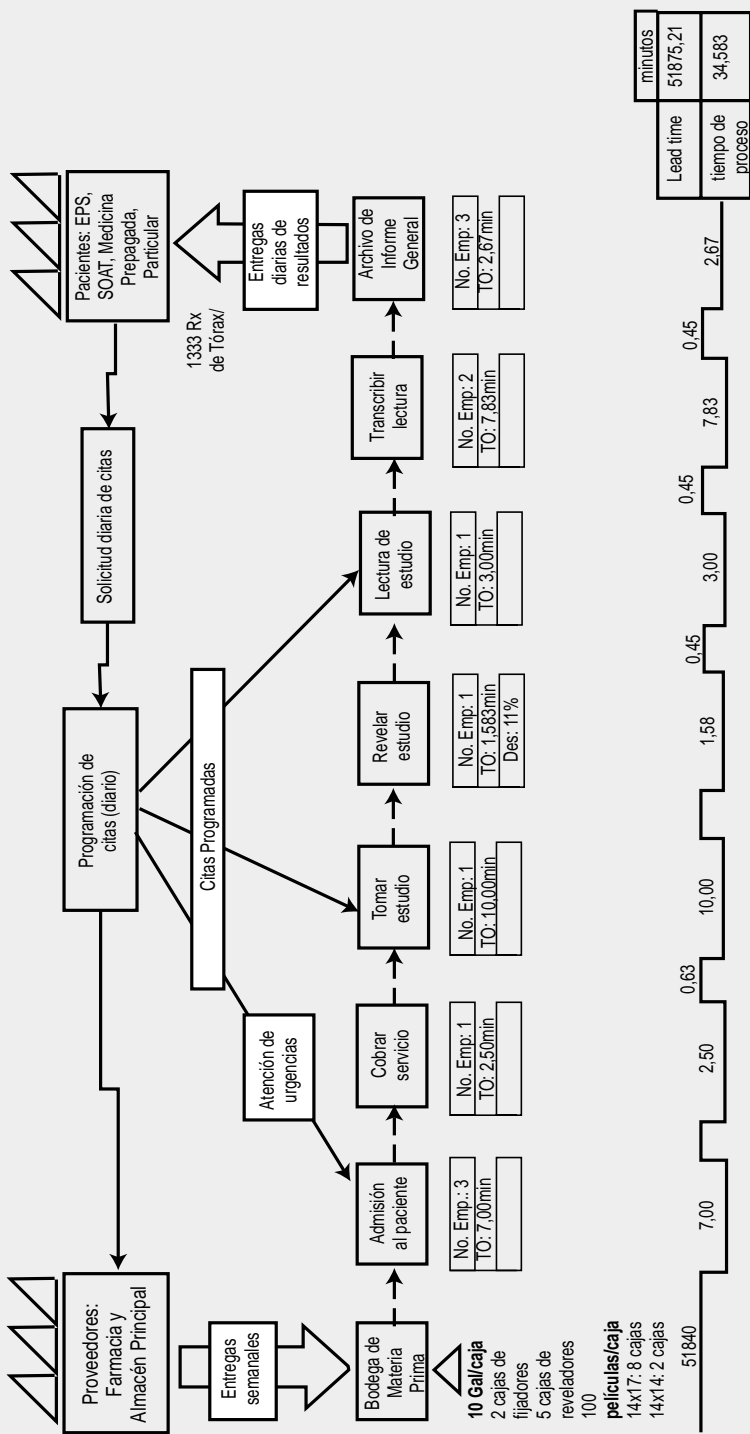 Proveedores:
Farmacia y
Almacén Principal
Programación de
citas (diario)
Solicitud diaria de citas
Pacientes: EPS,
SOAT, Medicina
Prepagada,
Particular
Entregas
semanales
Atención de
urgencias
Citas Programadas
1333 Rx
de Tórax/
Entregas
diarias de
resultados
Bodega de
Materia
Prima
Admisión
al paciente
Cobrar
servicio
Tomar
estudio
Revelar
estudio
Lectura de
estudio
Transcribir
lectura
Archivo de
Informe
General
10 Gal/caja
2 cajas de
fijadores
5 cajas de
reveladores
100
películas/caja
14x17: 8 cajas
14x14: 2 cajas
No. Emp.: 3
TO: 7,00min
No. Emp: 1
TO: 2,50min
No. Emp: 1
TO: 10,00min
No. Emp: 1
TO: 1,583min
Des: 11%
No. Emp: 1
TO: 3,00min
No. Emp: 2
TO: 7,83min
No. Emp: 3
TO: 2,67min
51840
7,00
2,50
0,63
10,00
1,58
0,45
3,00
0,45
7,83
0,45
2,67
minutos
Lead time
51875,21
tiempo de
proceso
34,583